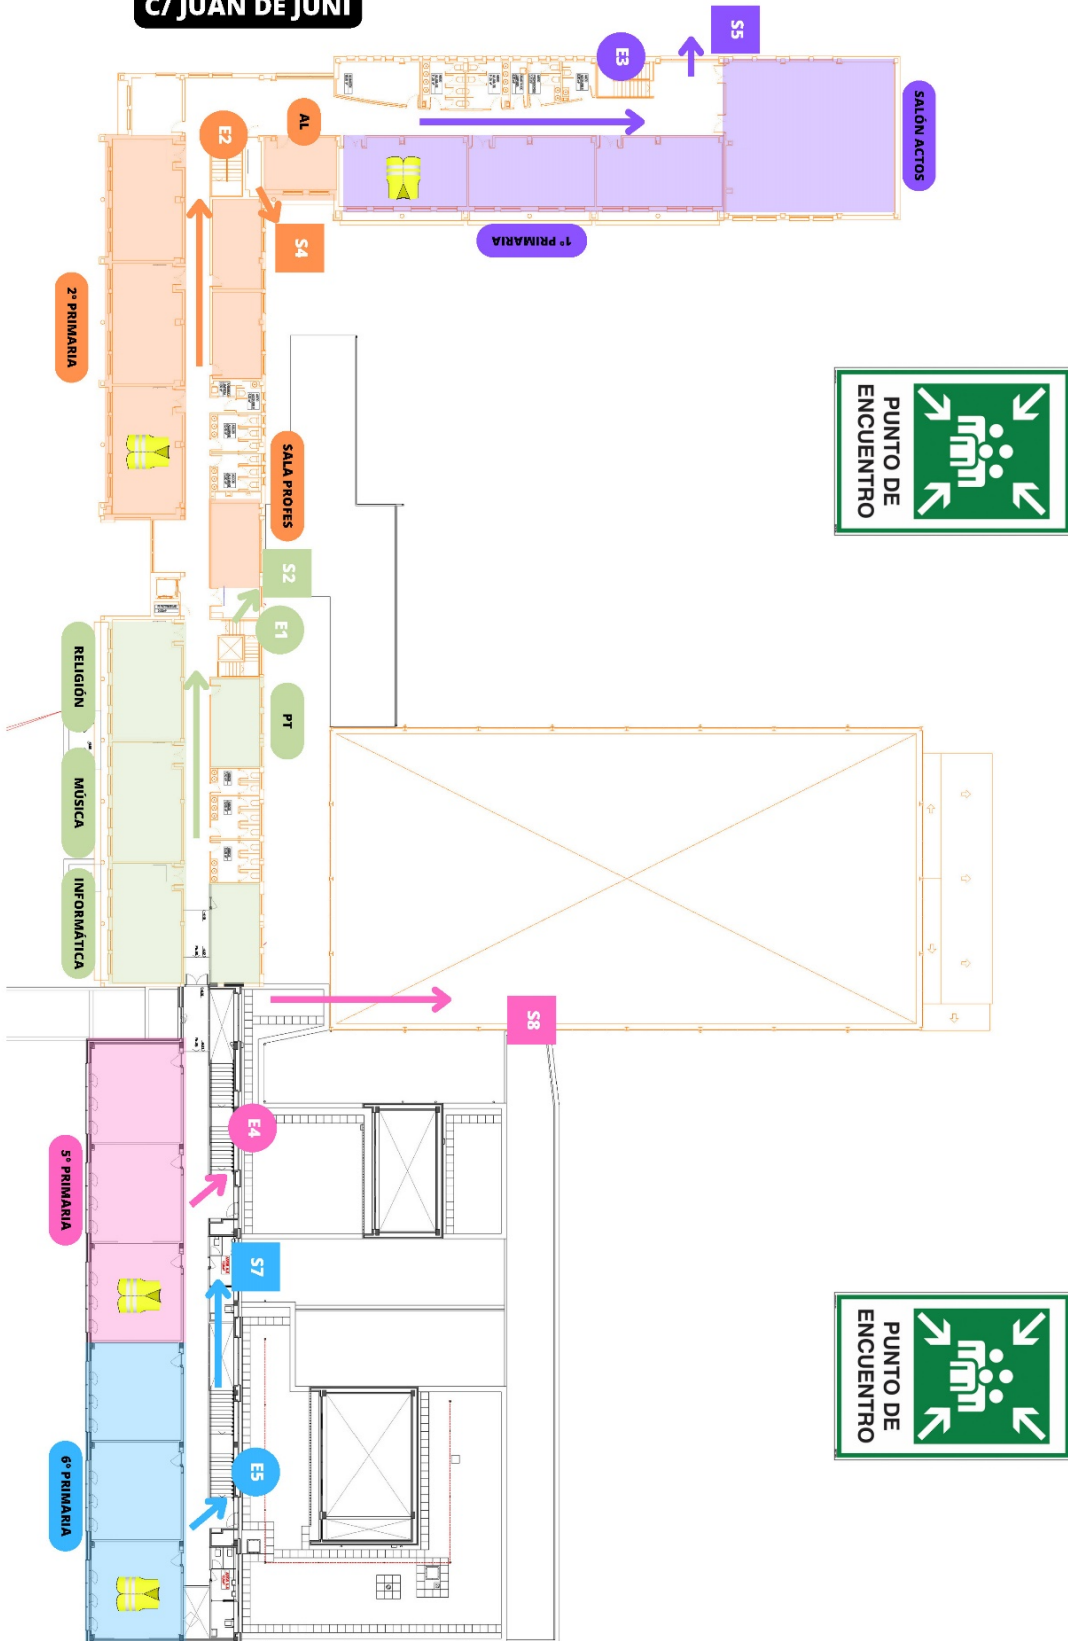 C/ JUAN DE JUNI
S5
E3
SALÓN ACTOS
AL
E2
S4
1º PRIMARIA
2º PRIMARIA
PUNTO DE
ENCUENTRO
SALA PROFES
S2
E1
RELIGIÓN
PT
MÚSICA
INFORMÁTICA
S8
E4
5º PRIMARIA
S7
PUNTO DE
ENCUENTRO
E5
6º PRIMARIA